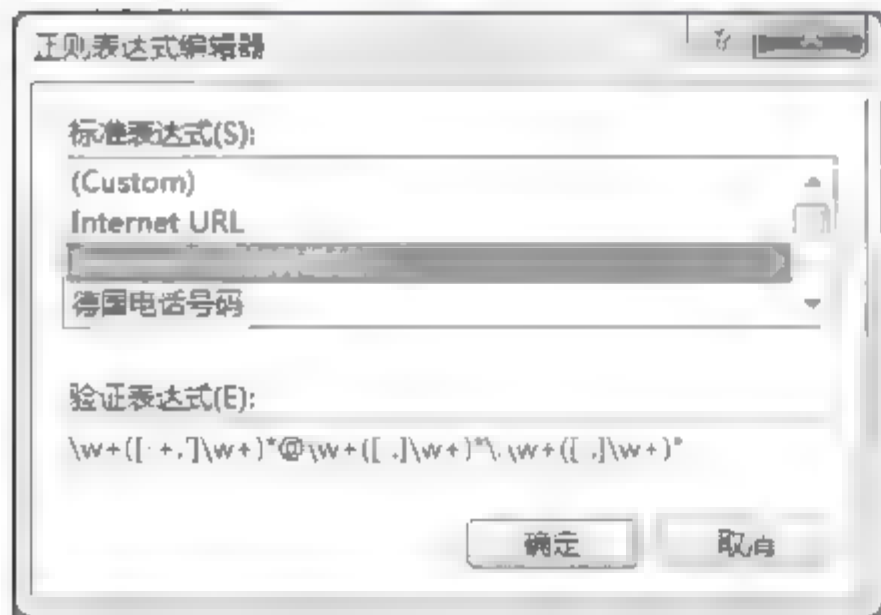 正则表达式编辑器
标准表达式(S):
(Custom)
Internet URL
德国电话号码
验证表达式(E):
\w+([-+.']\w+)*@\w+([-.]\w+)*\.\w+([-.]\w+)*
确定
取消